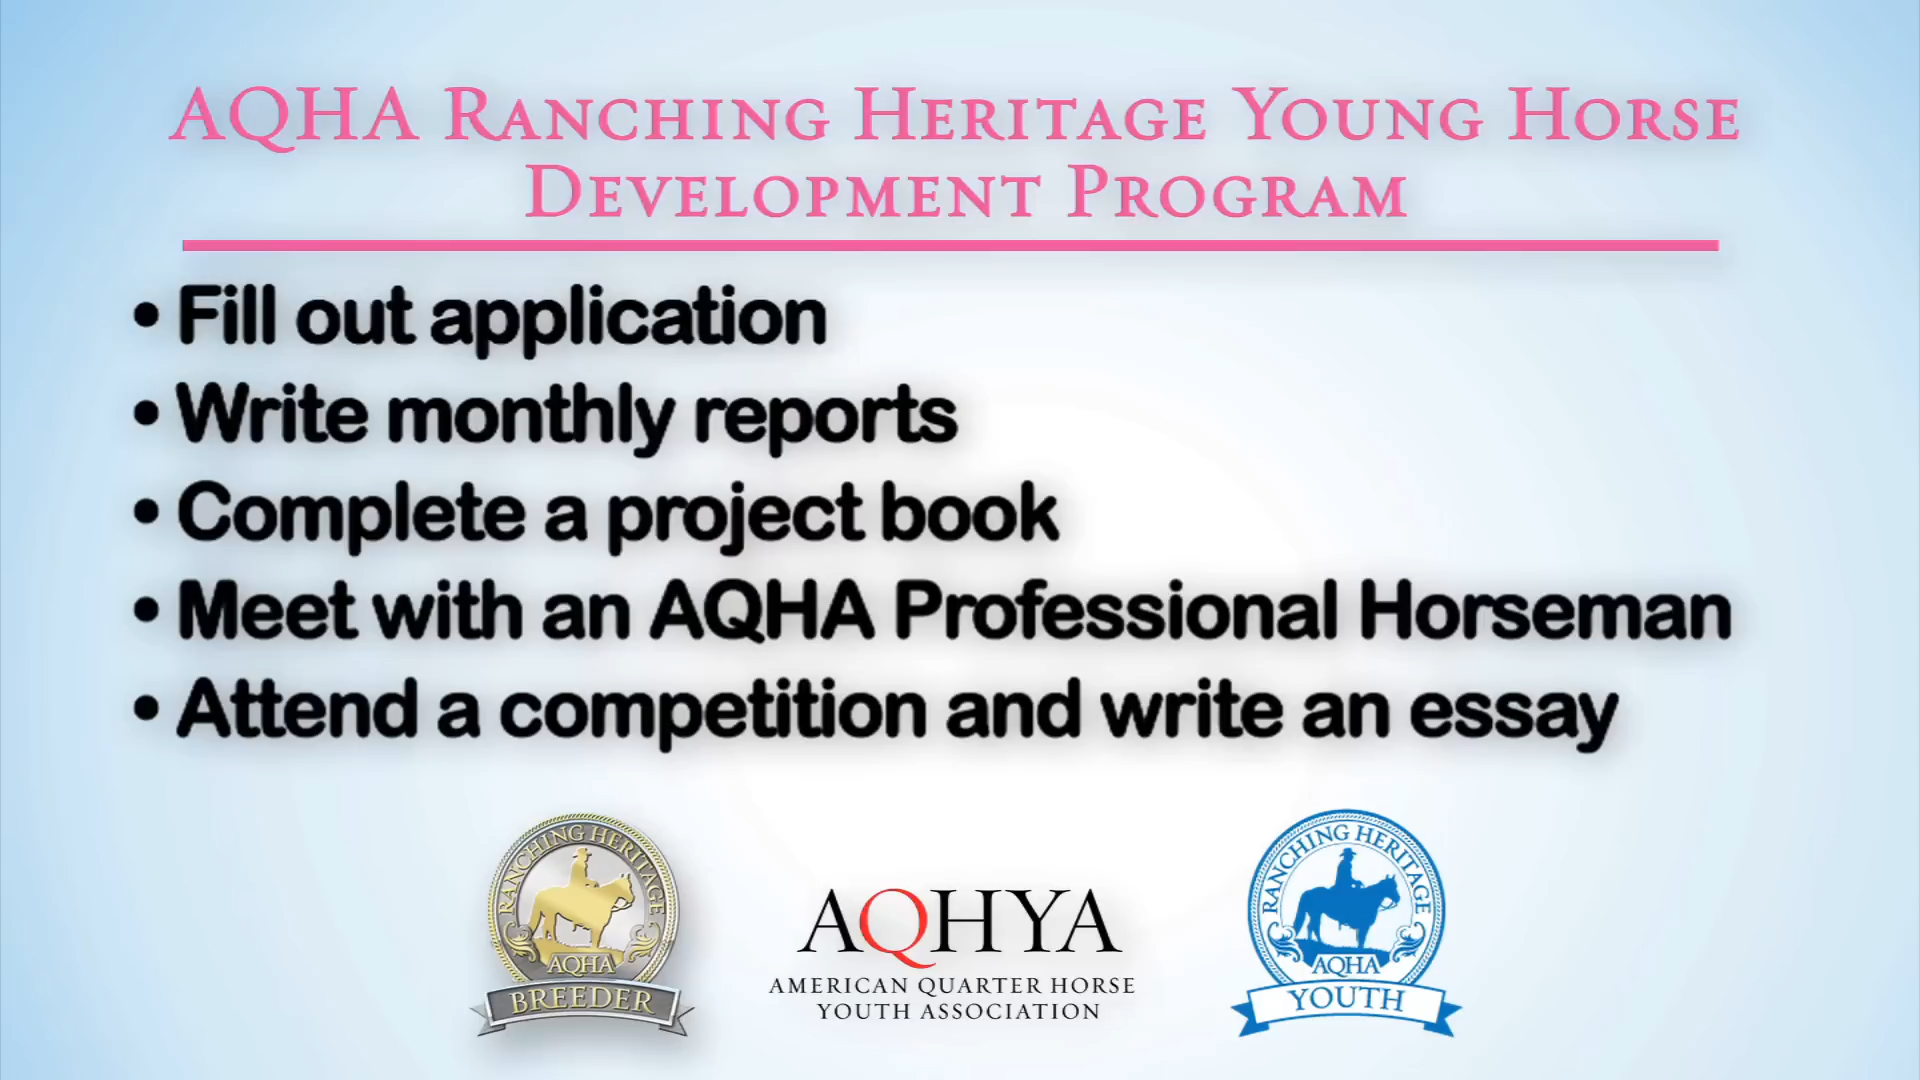 AQHA RANCHING HERITAGE YOUNG HORSE
DEVELOPMENT PROGRAM
• Fill out application
• Write monthly reports
• Complete a project book
• Meet with an AQHA Professional Horseman
• Attend a competition and write an essay
RANCHING HERITAGE
AQHA
BREEDER
AQHYA
AMERICAN QUARTER HORSE
YOUTH ASSOCIATION
RANCHING HERITAGE
AQHA
YOUTH